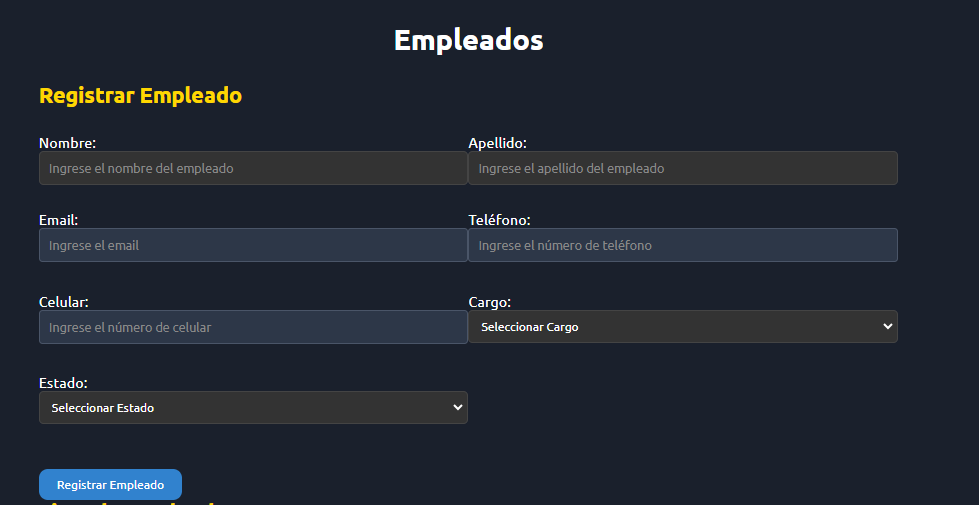 Empleados
Registrar Empleado
Nombre: Apellido:
Ingrese el nombre del empleado Ingrese el apellido del empleado
Email: Teléfono:
Ingrese el email Ingrese el número de teléfono
Celular: Cargo:
Ingrese el número de celular Seleccionar Cargo
Estado:
Seleccionar Estado
Registrar Empleado